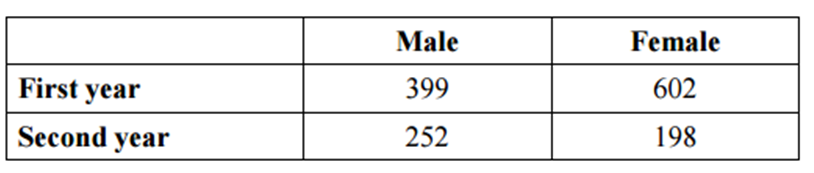 Male Female
First year 399 602
Second year 252 198